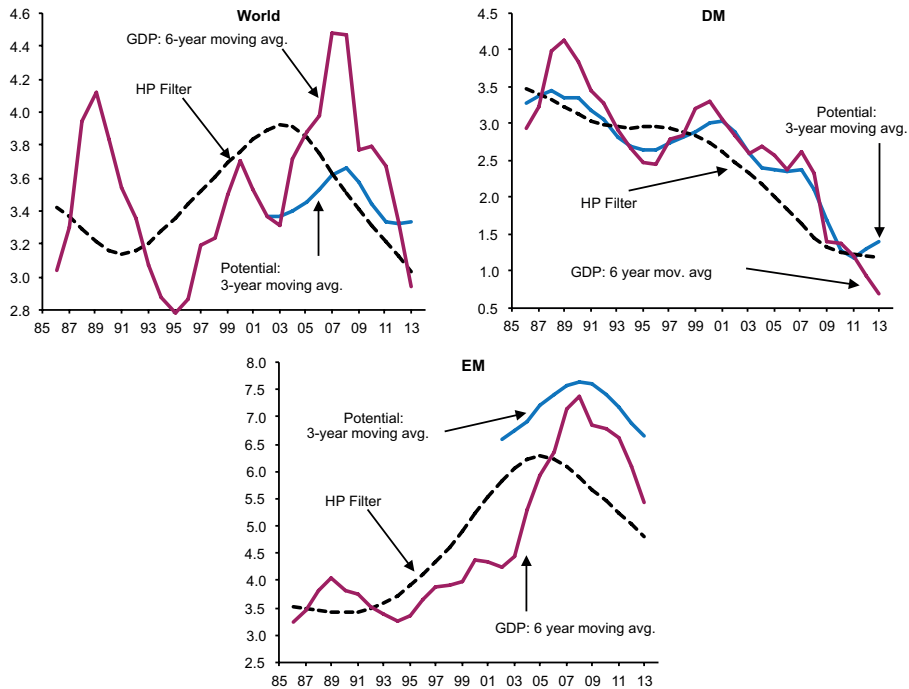 World
4.6
4.4
4.2
4.0
3.8
3.6
3.4
3.2
3.0
2.8
GDP: 6-year moving avg.
HP Filter
Potential:
3-year moving avg.
85 87 89 91 93 95 97 99 01 03 05 07 09 11 13
DM
4.5
4.0
3.5
3.0
2.5
2.0
1.5
1.0
0.5
Potential:
3-year moving avg.
HP Filter
GDP: 6 year mov. avg
85 87 89 91 93 95 97 99 01 03 05 07 09 11 13
EM
8.0
7.5
7.0
6.5
6.0
5.5
5.0
4.5
4.0
3.5
3.0
2.5
Potential:
3-year moving avg.
HP Filter
GDP: 6 year moving avg.
85 87 89 91 93 95 97 99 01 03 05 07 09 11 13